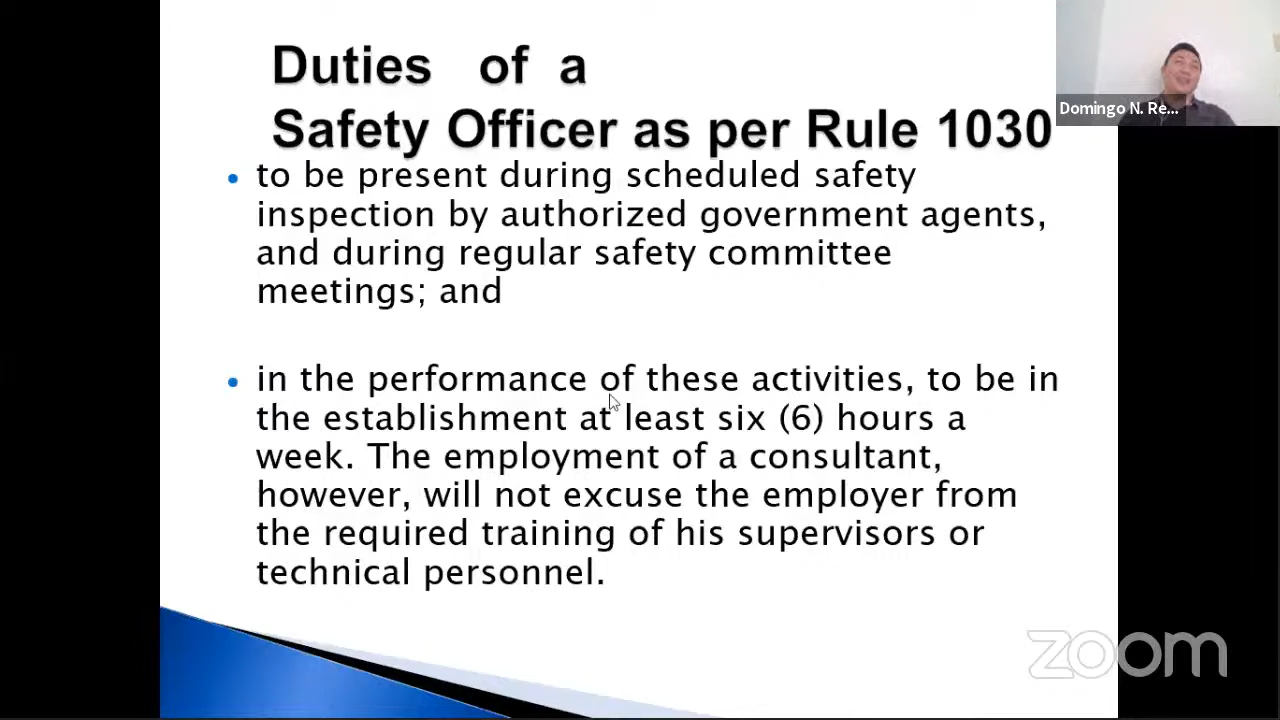 Duties of a
Safety Officer as per Rule 1030
Domingo N. Re...
to be present during scheduled safety
inspection by authorized government agents,
and during regular safety committee
meetings; and
in the performance of these activities, to be in
the establishment at least six (6) hours a
week. The employment of a consultant,
however, will not excuse the employer from
the required training of his supervisors or
technical personnel.
zoom